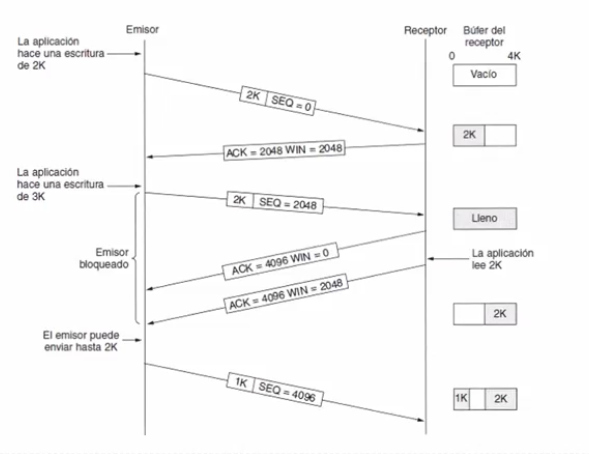 Emisor
Receptor
Búfer del
receptor
0 4K
La aplicación
hace una escritura
de 2K
Vacío
2K SEQ = 0
2K
ACK = 2048 WIN = 2048
La aplicación
hace una escritura
de 3K
2K SEQ = 2048
Lleno
Emisor
bloqueado
ACK = 4096 WIN = 0
La aplicación
lee 2K
ACK = 4096 WIN = 2048
2K
El emisor puede
enviar hasta 2K
1K SEQ = 4096
1K 2K